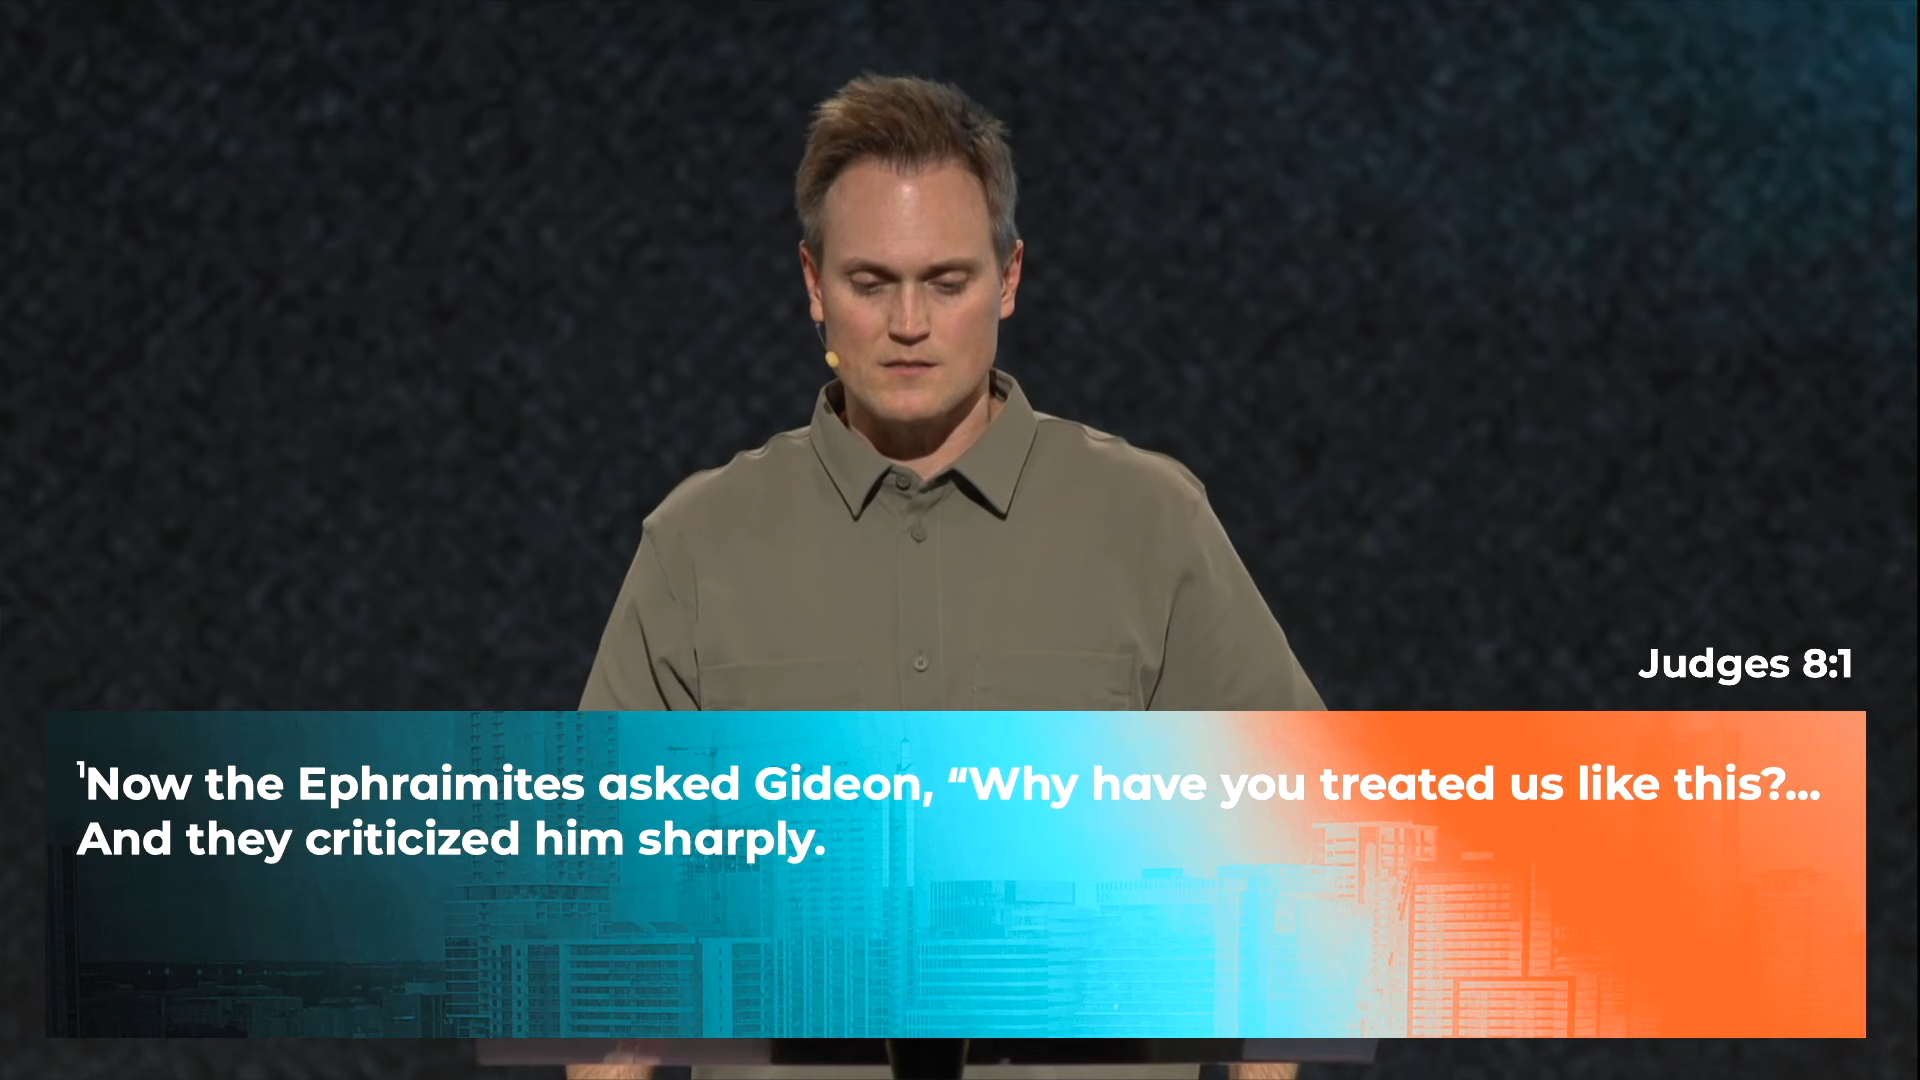 Judges 8:1
¹Now the Ephraimites asked Gideon, “Why have you treated us like this?...
And they criticized him sharply.